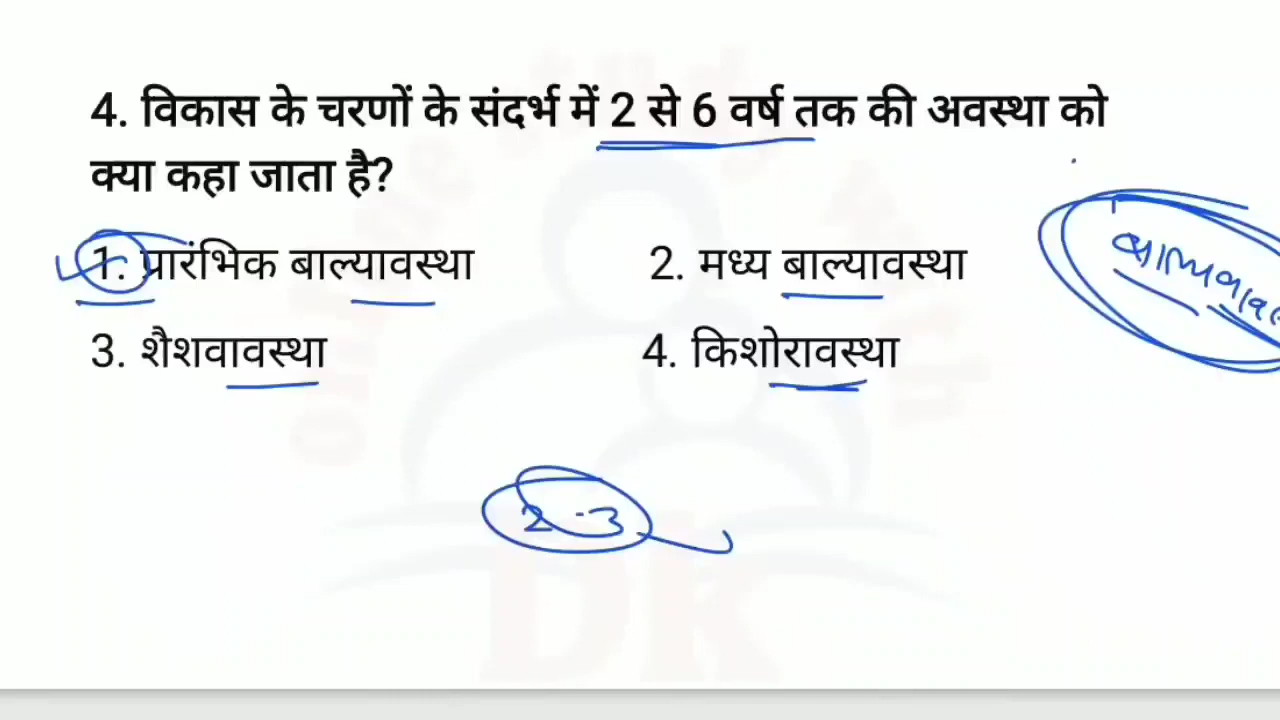 4. विकास के चरणों के संदर्भ में 2 से 6 वर्ष तक की अवस्था को
क्या कहा जाता है?
1. प्रारंभिक बाल्यावस्था 2. मध्य बाल्यावस्था
3. शैशवावस्था 4. किशोरावस्था
2-3
DK